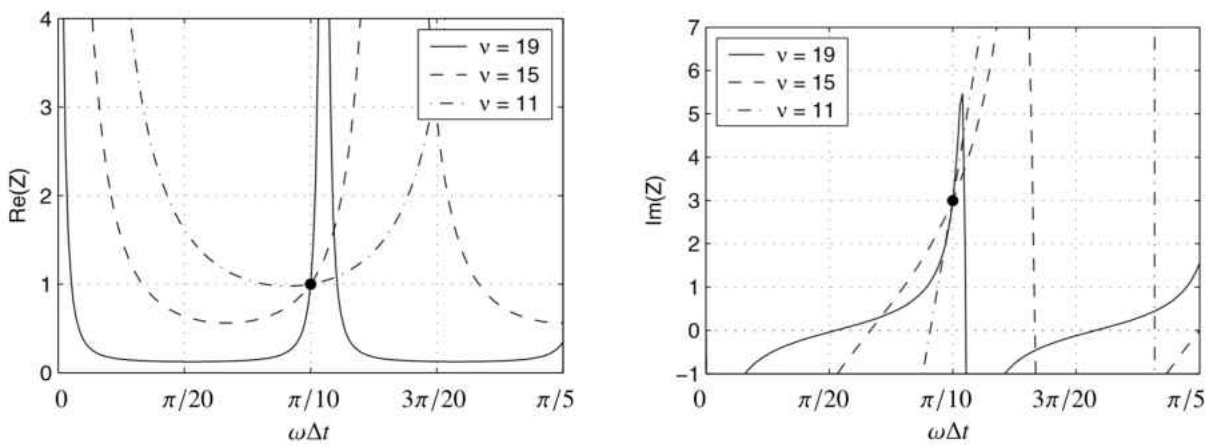 4
3
2
1
0
Re(Z)
ν = 19
ν = 15
ν = 11
0
π/20
π/10
3π/20
π/5
ωΔt
7
6
5
4
3
2
1
0
−1
Im(Z)
ν = 19
ν = 15
ν = 11
0
π/20
π/10
3π/20
π/5
ωΔt